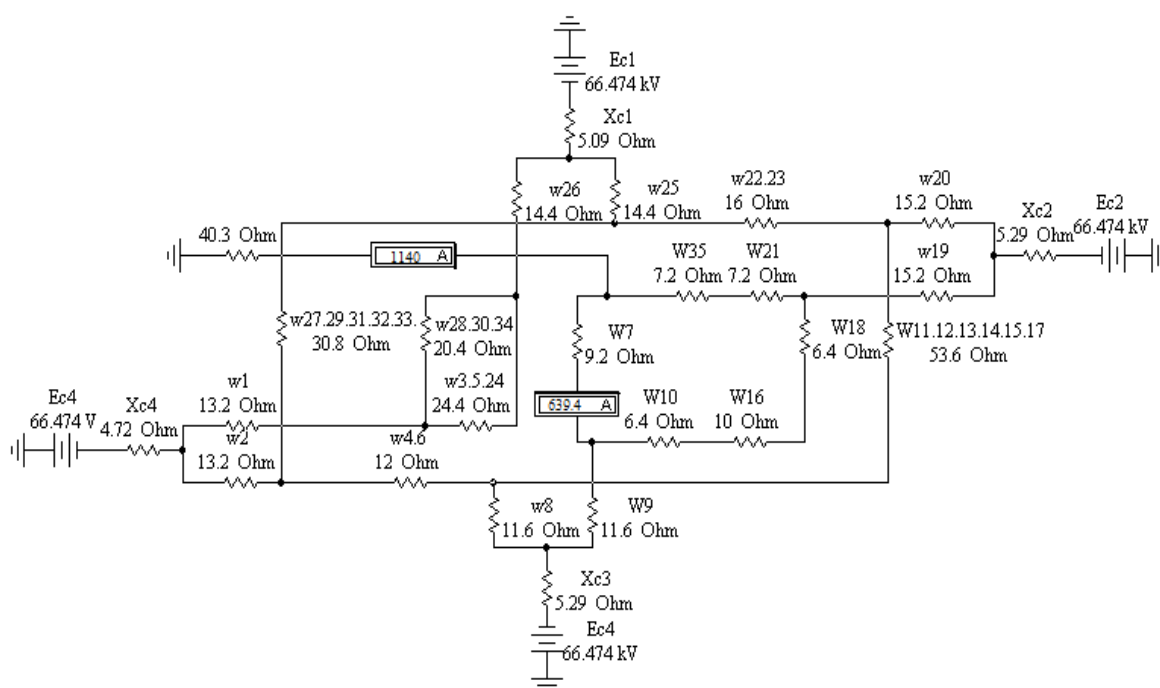 Ec1
66.474 kV
Xc1
5.09 Ohm
w26
14.4 Ohm
w25
14.4 Ohm
w22.23
16 Ohm
w20
15.2 Ohm
Xc2
5.29 Ohm
Ec2
66.474 kV
40.3 Ohm
1140 A
W35
7.2 Ohm
W21
7.2 Ohm
w19
15.2 Ohm
w27.29.31.32.33.
30.8 Ohm
w28.30.34
20.4 Ohm
W7
9.2 Ohm
W18
6.4 Ohm
W11.12.13.14.15.17
53.6 Ohm
w1
13.2 Ohm
w3.5.24
24.4 Ohm
639.4 A
W10
6.4 Ohm
W16
10 Ohm
Ec4
66.474 V
Xc4
4.72 Ohm
w2
13.2 Ohm
w4.6
12 Ohm
w8
11.6 Ohm
W9
11.6 Ohm
Xc3
5.29 Ohm
Ec4
66.474 kV